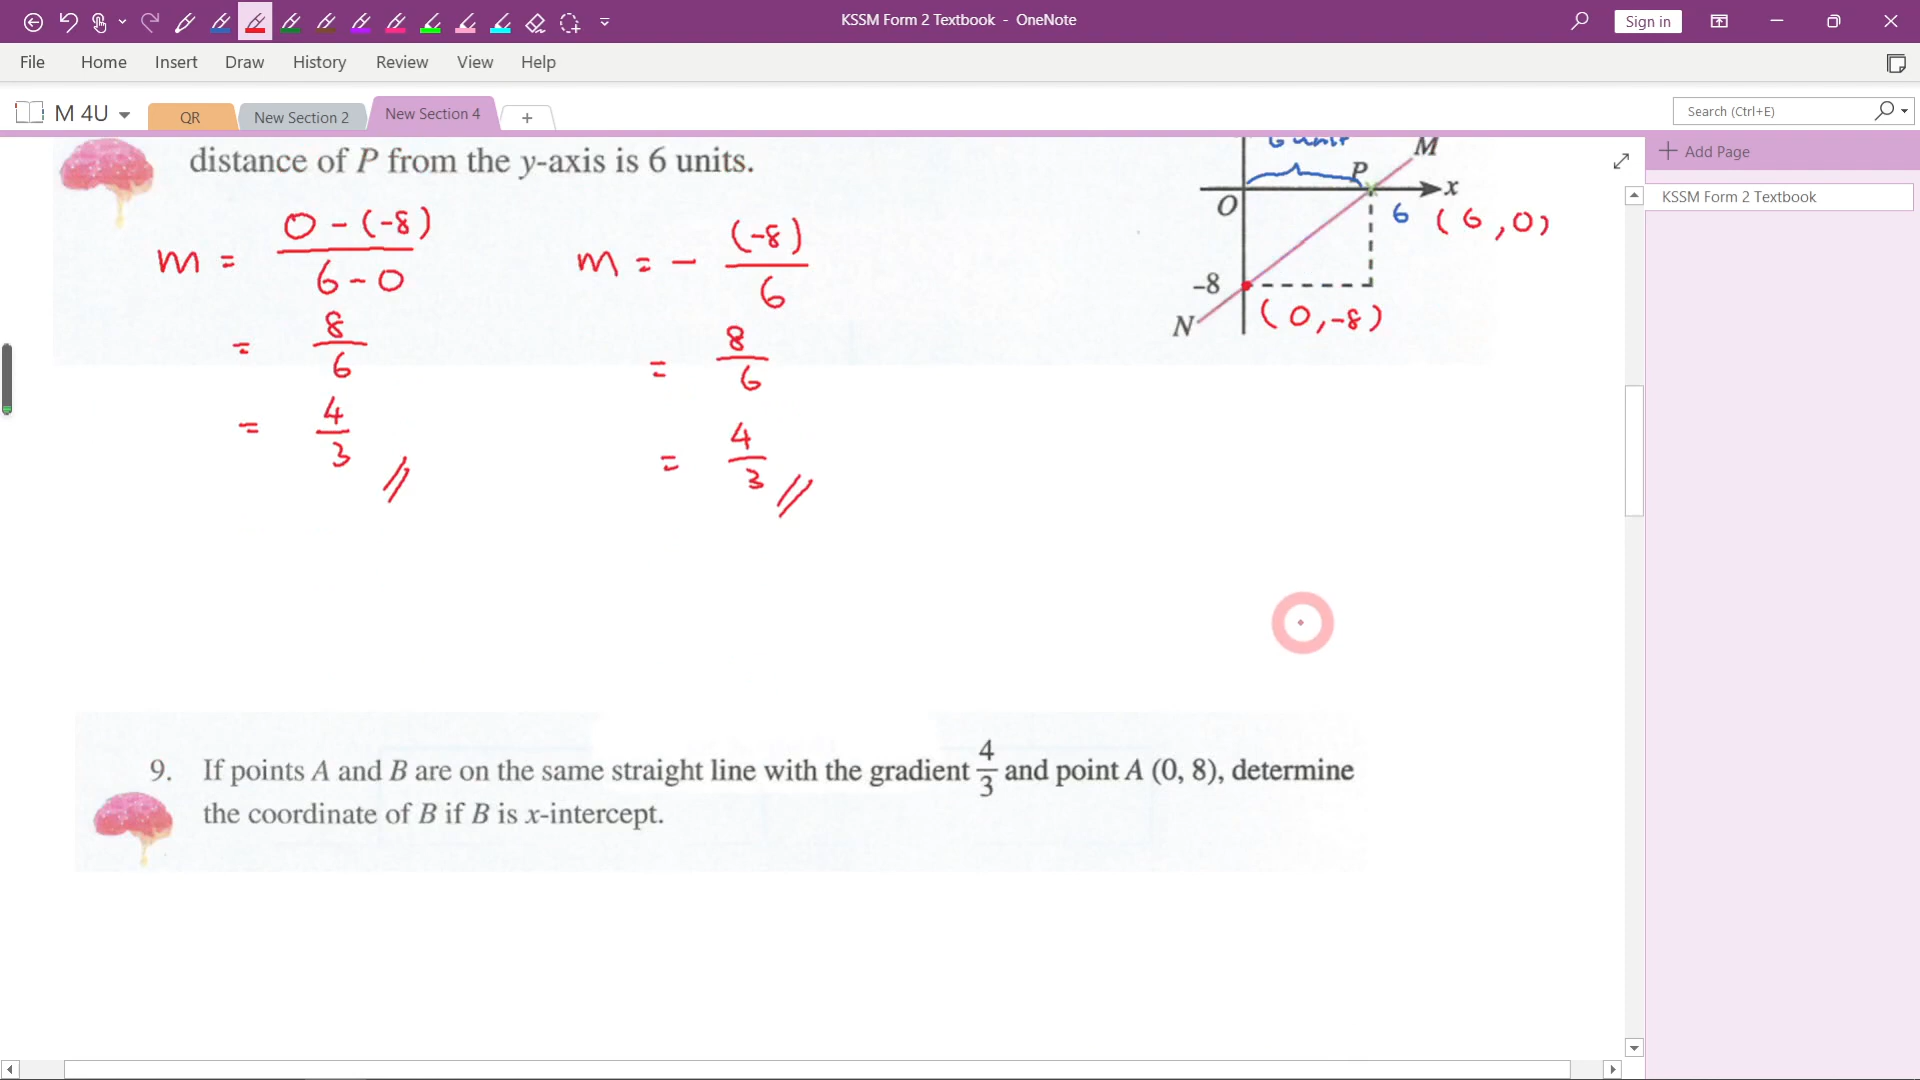 KSSM Form 2 Textbook - OneNote
Sign in
File Home Insert Draw History Review View Help
M 4U
QR
New Section 2
New Section 4
+
Search (Ctrl+E)
Add Page
KSSM Form 2 Textbook
distance of P from the y-axis is 6 units.
6 unit
M
P
x
O
6 (6,0)
-8
(0,-8)
N
m = 0-(-8) / 6-0
= 8/6
= 4/3 //
m = - (-8)/6
= 8/6
= 4/3 //
9. If points A and B are on the same straight line with the gradient 4/3 and point A (0, 8), determine
the coordinate of B if B is x-intercept.